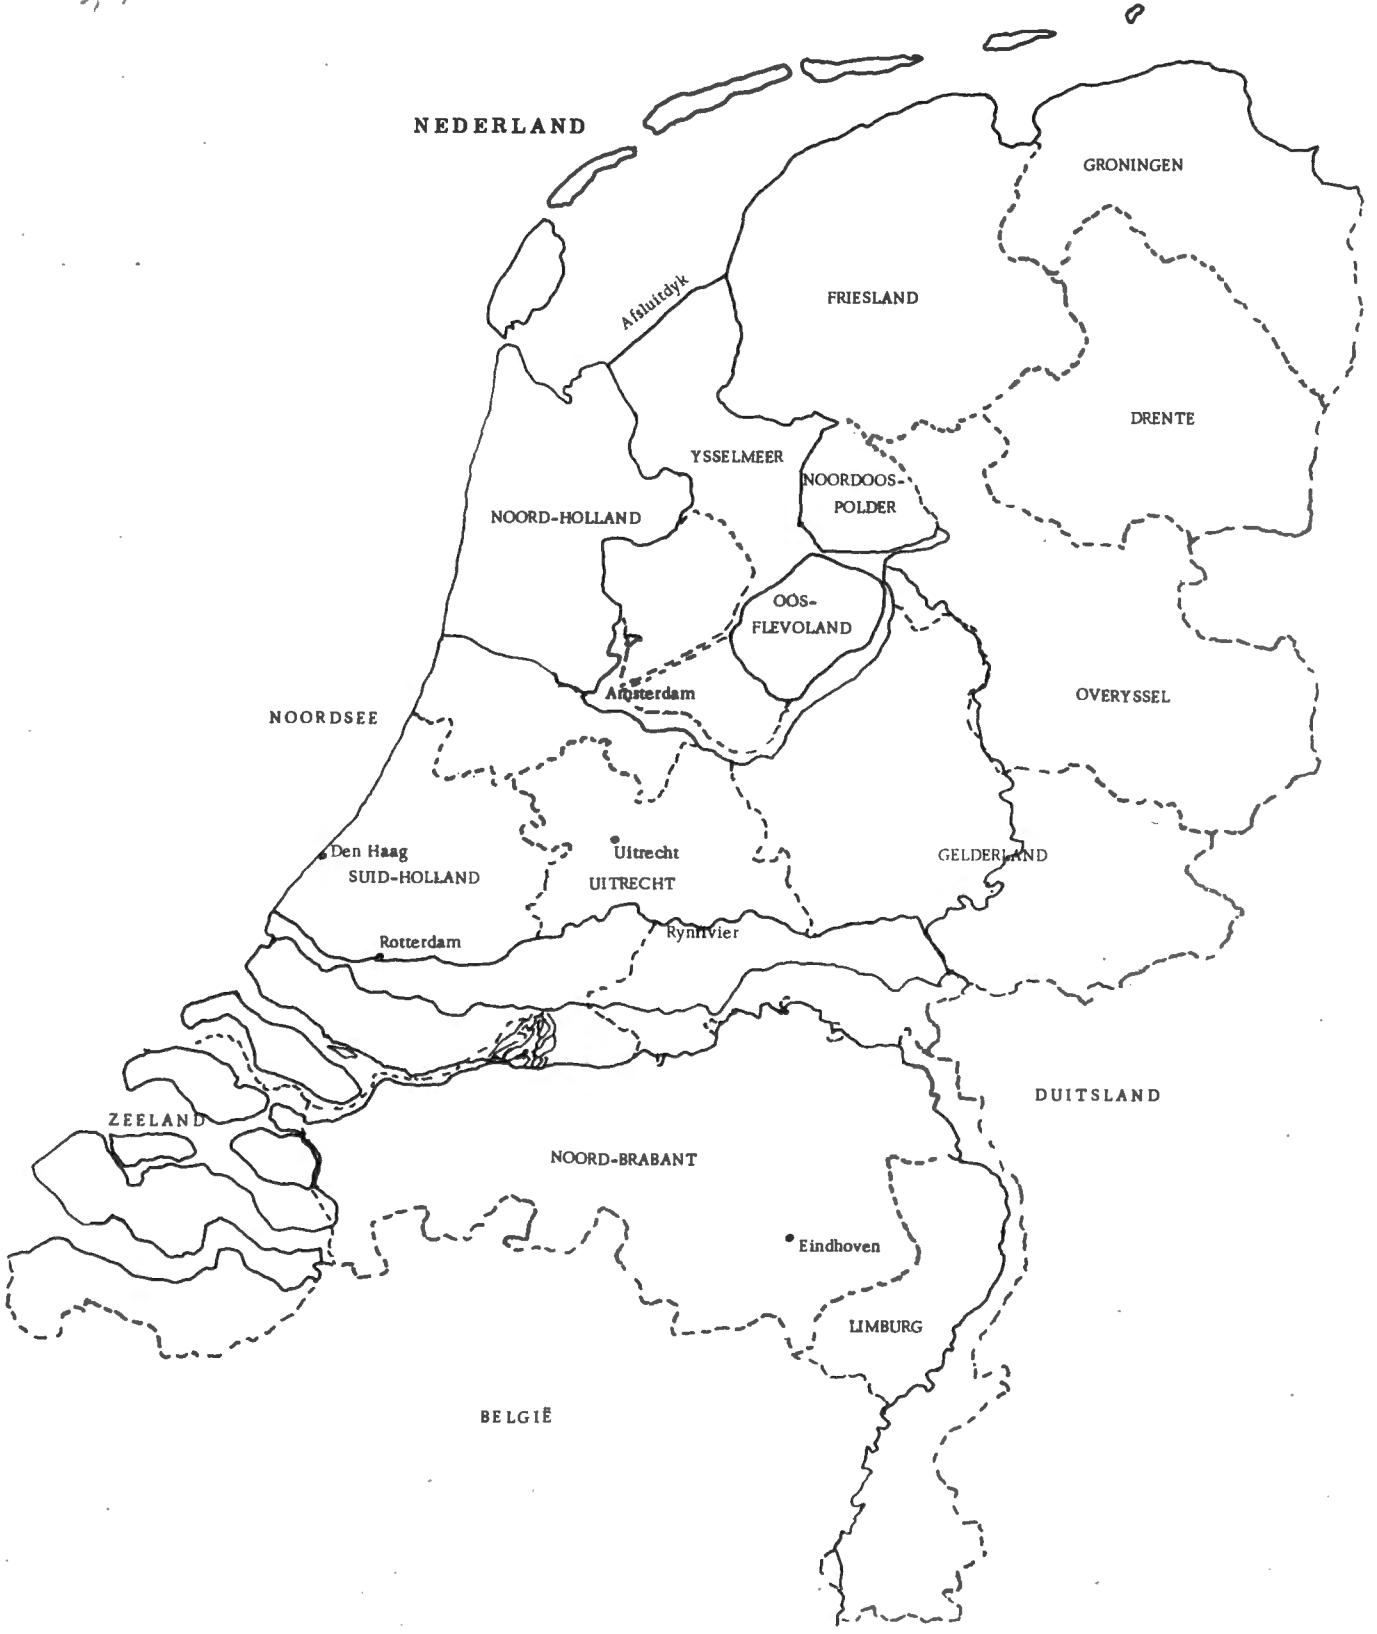 NEDERLAND
GRONINGEN
Afsluitdyk
FRIESLAND
DRENTE
YSSELMEER
NOORDOOS-
POLDER
NOORD-HOLLAND
OOS-
FLEVOLAND
Amsterdam
OVERYSSEL
NOORDSEE
Den Haag
SUID-HOLLAND
Uitrecht
UITRECHT
GELDERLAND
Rotterdam
Rynrivier
DUITSLAND
ZEELAND
NOORD-BRABANT
Eindhoven
LIMBURG
BELGIË